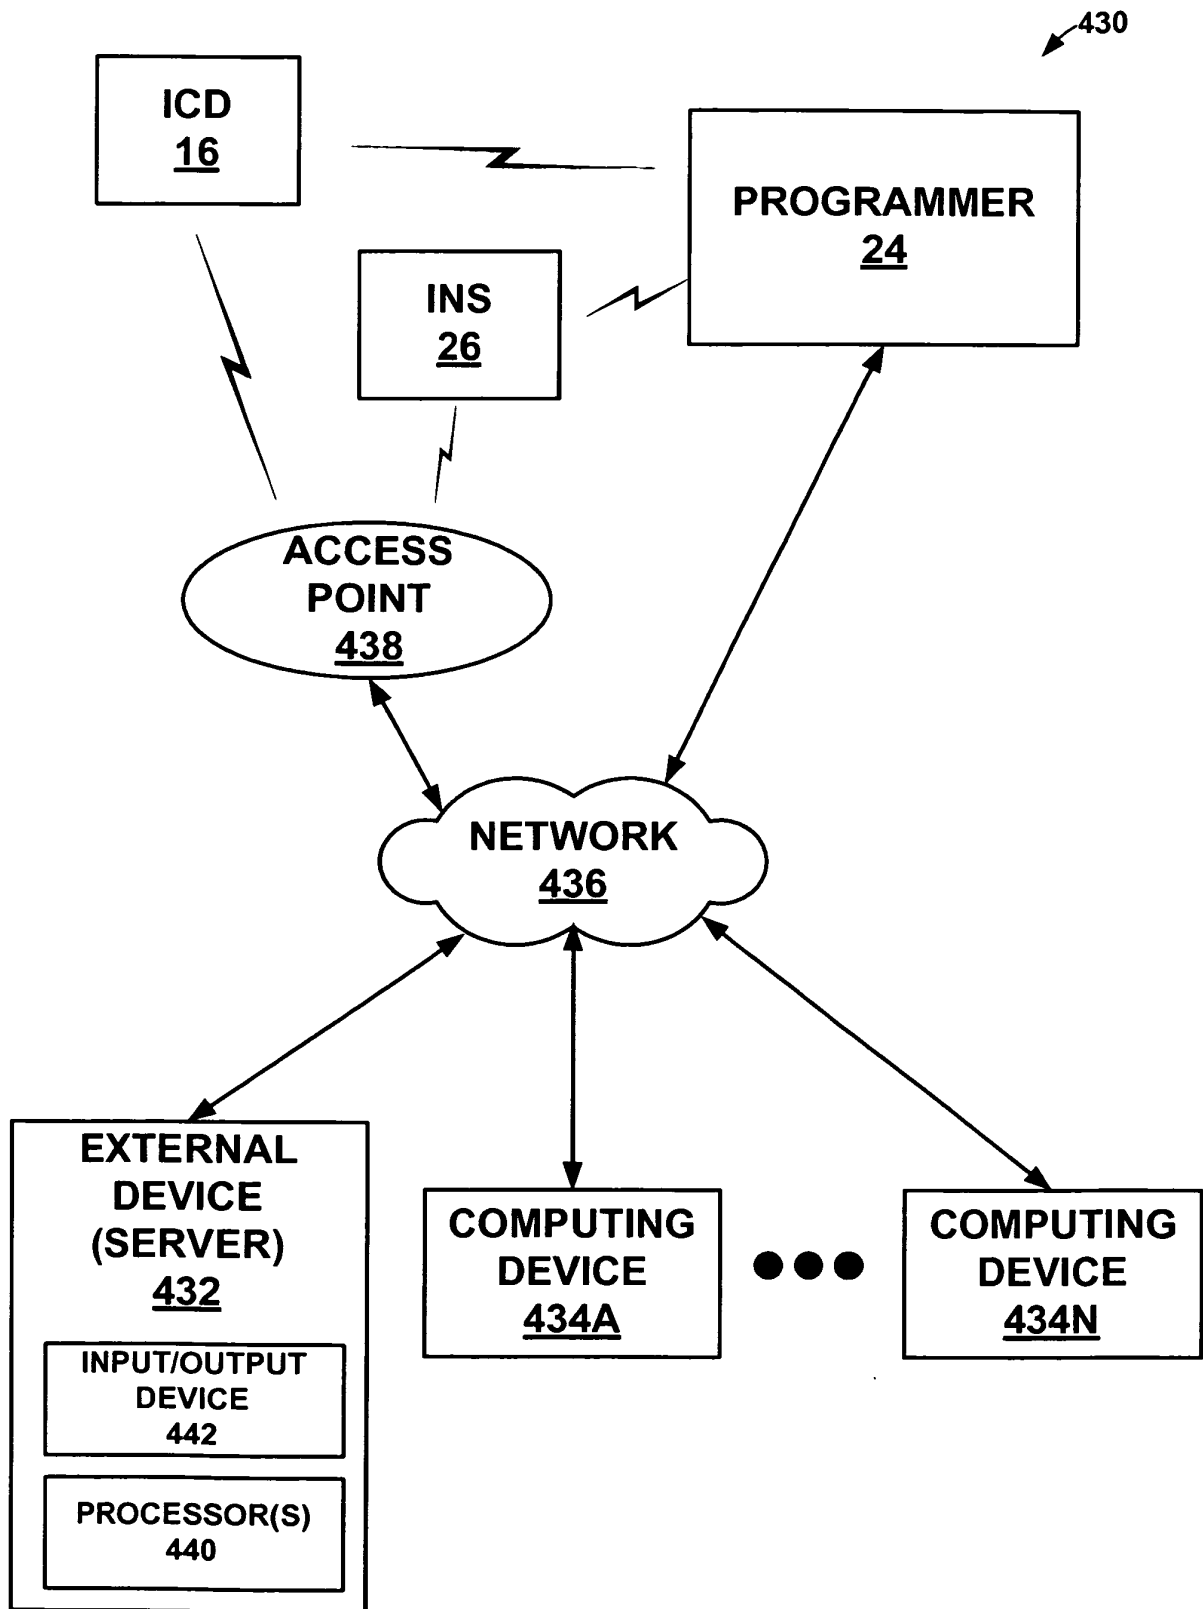 430
ICD
16
PROGRAMMER
24
INS
26
ACCESS
POINT
438
NETWORK
436
EXTERNAL
DEVICE
(SERVER)
432
INPUT/OUTPUT
DEVICE
442
PROCESSOR(S)
440
COMPUTING
DEVICE
434A
COMPUTING
DEVICE
434N